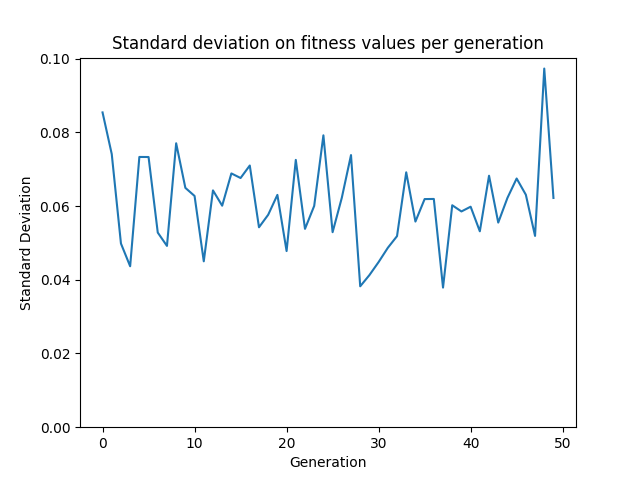 Standard deviation on fitness values per generation
0.10
0.08
0.06
0.04
0.02
0.00
Standard Deviation
0 10 20 30 40 50
Generation